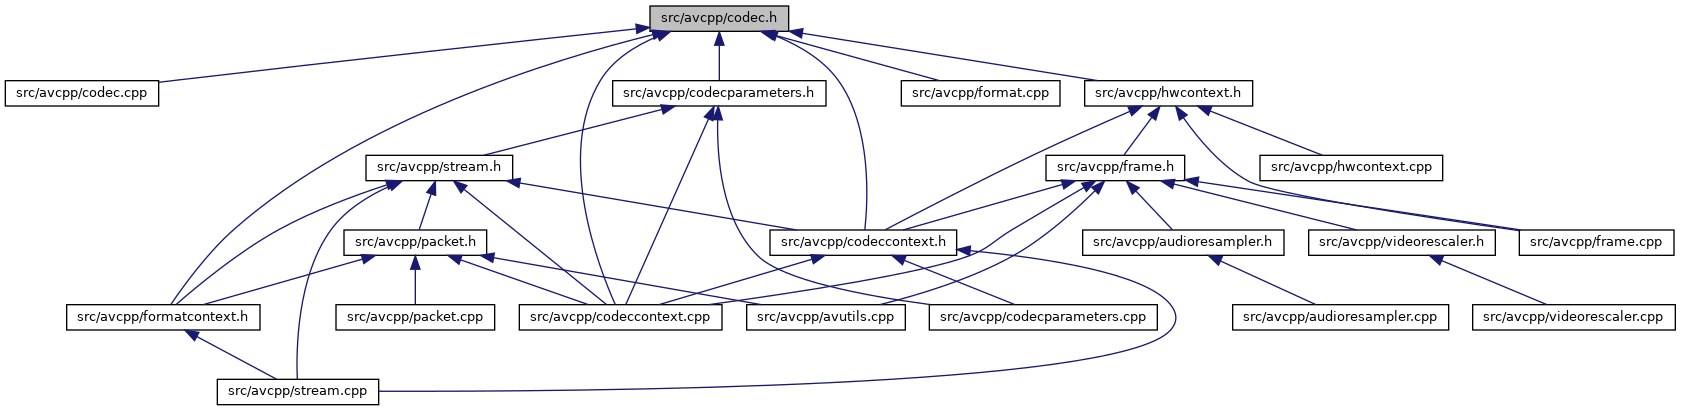 src/avcpp/codec.h
src/avcpp/codec.cpp
src/avcpp/codecparameters.h
src/avcpp/format.cpp
src/avcpp/hwcontext.h
src/avcpp/stream.h
src/avcpp/frame.h
src/avcpp/hwcontext.cpp
src/avcpp/packet.h
src/avcpp/codeccontext.h
src/avcpp/audioresampler.h
src/avcpp/videorescaler.h
src/avcpp/frame.cpp
src/avcpp/formatcontext.h
src/avcpp/packet.cpp
src/avcpp/codeccontext.cpp
src/avcpp/avutils.cpp
src/avcpp/codecparameters.cpp
src/avcpp/audioresampler.cpp
src/avcpp/videorescaler.cpp
src/avcpp/stream.cpp